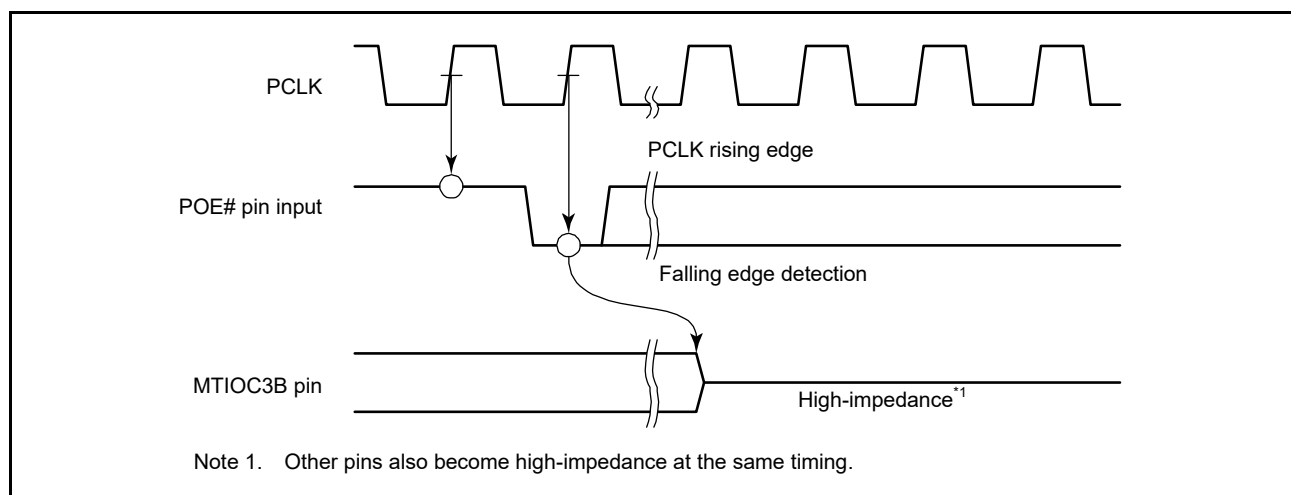 PCLK
PCLK rising edge
POE# pin input
Falling edge detection
MTIOC3B pin
High-impedance*1
Note 1. Other pins also become high-impedance at the same timing.